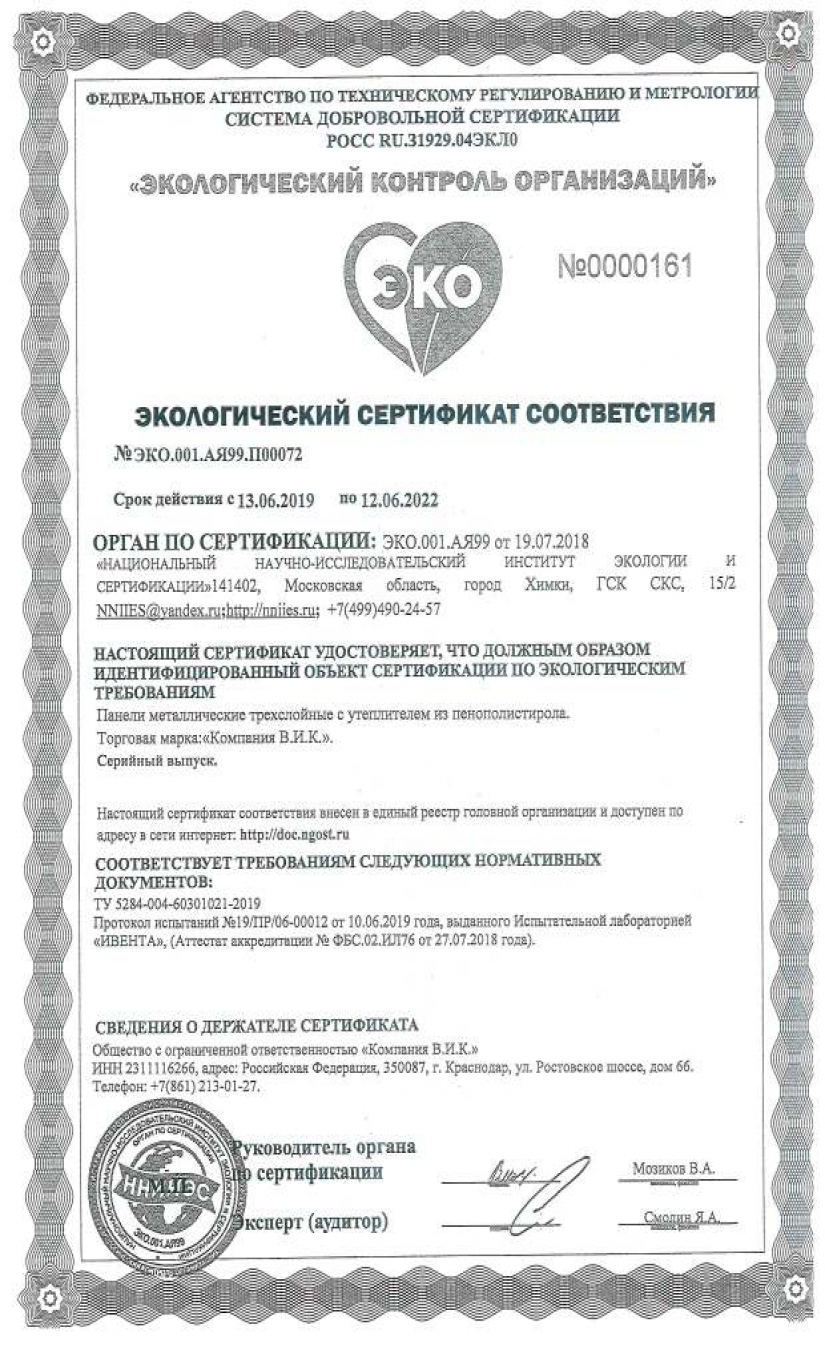 ФЕДЕРАЛЬНОЕ АГЕНТСТВО ПО ТЕХНИЧЕСКОМУ РЕГУЛИРОВАНИЮ И МЕТРОЛОГИИ
СИСТЕМА ДОБРОВОЛЬНОЙ СЕРТИФИКАЦИИ
РОСС RU.31929.04ЭКЛ0
«ЭКОЛОГИЧЕСКИЙ КОНТРОЛЬ ОРГАНИЗАЦИЙ»
ЭКО
№0000161
ЭКОЛОГИЧЕСКИЙ СЕРТИФИКАТ СООТВЕТСТВИЯ
№ЭКО.001.АЯ99.П00072
Срок действия с 13.06.2019 по 12.06.2022
ОРГАН ПО СЕРТИФИКАЦИИ: ЭКО.001.АЯ99 от 19.07.2018
«НАЦИОНАЛЬНЫЙ НАУЧНО-ИССЛЕДОВАТЕЛЬСКИЙ ИНСТИТУТ ЭКОЛОГИИ И
СЕРТИФИКАЦИИ»141402, Московская область, город Химки, ГСК СКС, 15/2
NNIIES@yandex.ru;http://nniies.ru; +7(499)490-24-57
НАСТОЯЩИЙ СЕРТИФИКАТ УДОСТОВЕРЯЕТ, ЧТО ДОЛЖНЫМ ОБРАЗОМ
ИДЕНТИФИЦИРОВАННЫЙ ОБЪЕКТ СЕРТИФИКАЦИИ ПО ЭКОЛОГИЧЕСКИМ
ТРЕБОВАНИЯМ
Панели металлические трехслойные с утеплителем из пенополистирола.
Торговая марка:«Компания В.И.К.».
Серийный выпуск.
Настоящий сертификат соответствия внесен в единый реестр головной организации и доступен по
адресу в сети интернет: http://doc.ngost.ru
СООТВЕТСТВУЕТ ТРЕБОВАНИЯМ СЛЕДУЮЩИХ НОРМАТИВНЫХ
ДОКУМЕНТОВ:
ТУ 5284-004-60301021-2019
Протокол испытаний №19/ПР/06-00012 от 10.06.2019 года, выданного Испытательной лабораторией
«ИВЕНТА», (Аттестат аккредитации № ФБС.02.ИЛ76 от 27.07.2018 года).
СВЕДЕНИЯ О ДЕРЖАТЕЛЕ СЕРТИФИКАТА
Общество с ограниченной ответственностью «Компания В.И.К.»
ИНН 2311116266, адрес: Российская Федерация, 350087, г. Краснодар, ул. Ростовское шоссе, дом 66.
Телефон: +7(861) 213-01-27.
Руководитель органа
по сертификации
Мозиков В.А.
М.П.
Эксперт (аудитор)
Смолин Я.А.
ОРГАН ПО СЕРТИФИКАЦИИ
ЭКО.001.АЯ99